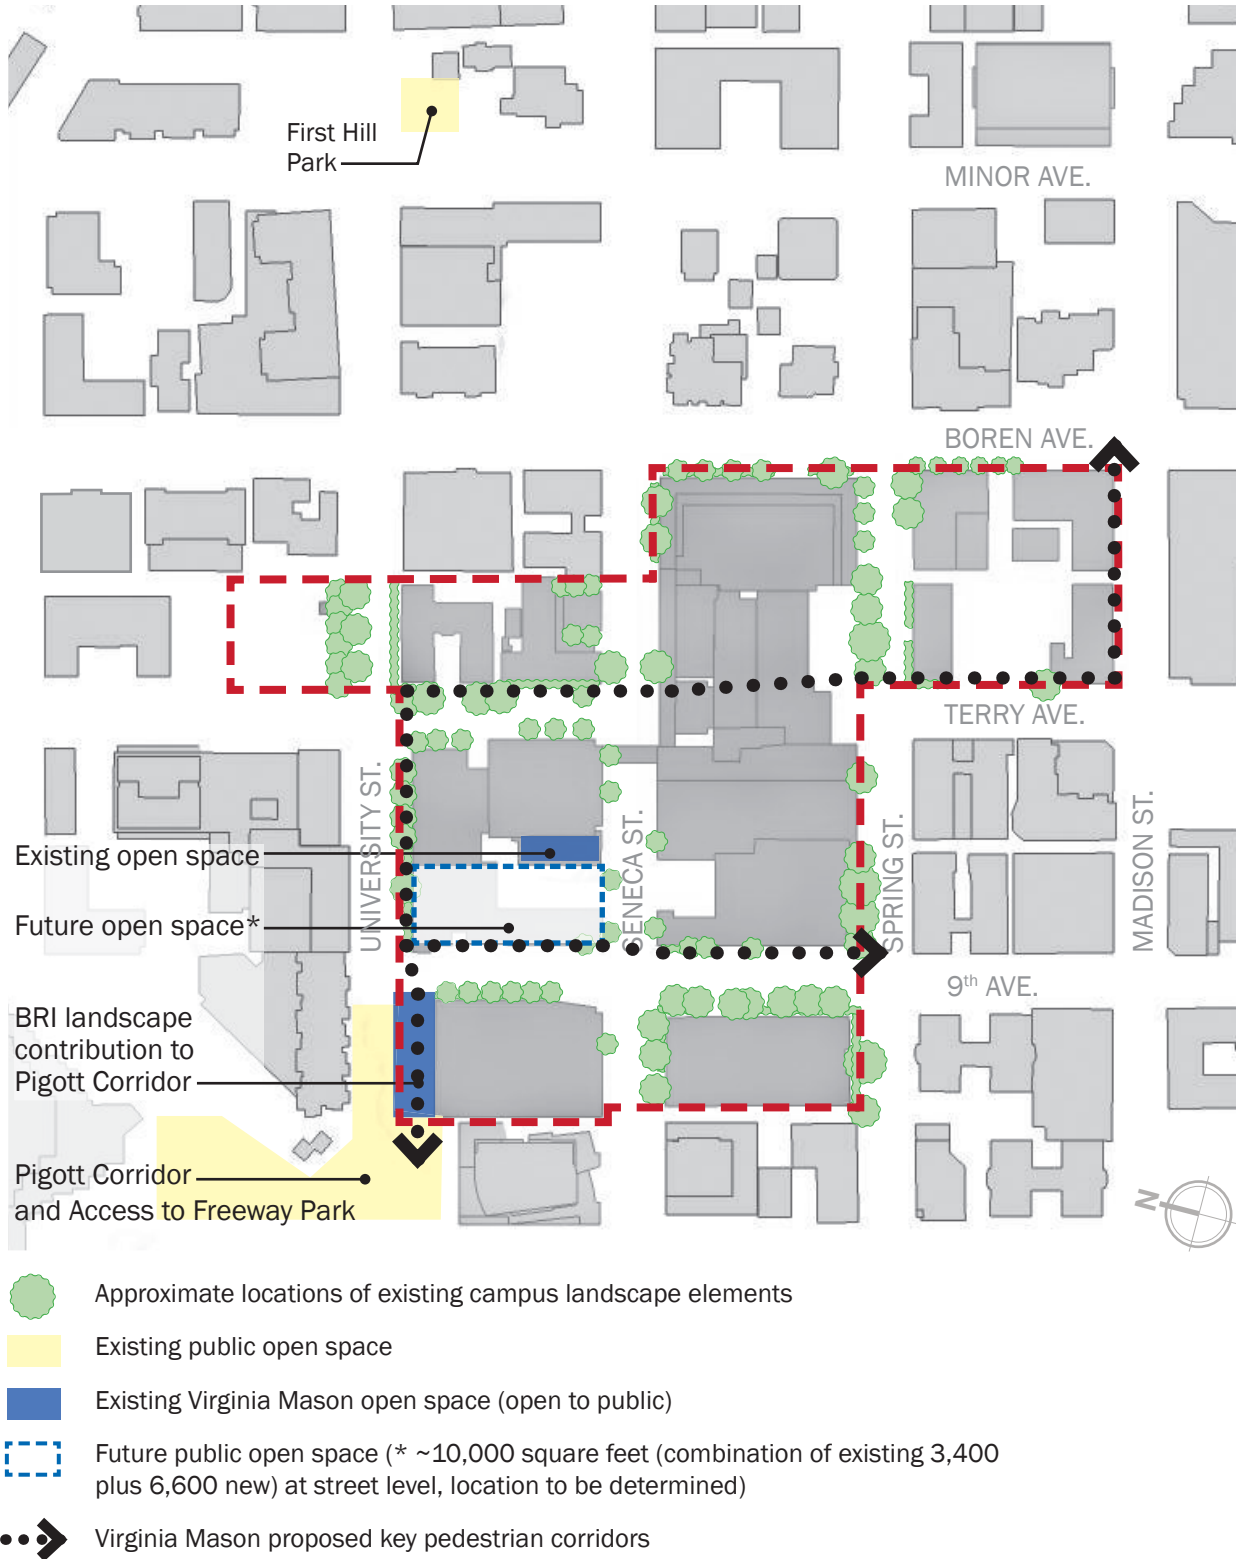 First Hill
Park
MINOR AVE.
BOREN AVE.
TERRY AVE.
UNIVERSITY ST.
SENECA ST.
SPRING ST.
MADISON ST.
Existing open space
Future open space*
9th AVE.
BRI landscape
contribution to
Pigott Corridor
Pigott Corridor
and Access to Freeway Park
N
Approximate locations of existing campus landscape elements
Existing public open space
Existing Virginia Mason open space (open to public)
Future public open space (* ~10,000 square feet (combination of existing 3,400
plus 6,600 new) at street level, location to be determined)
Virginia Mason proposed key pedestrian corridors